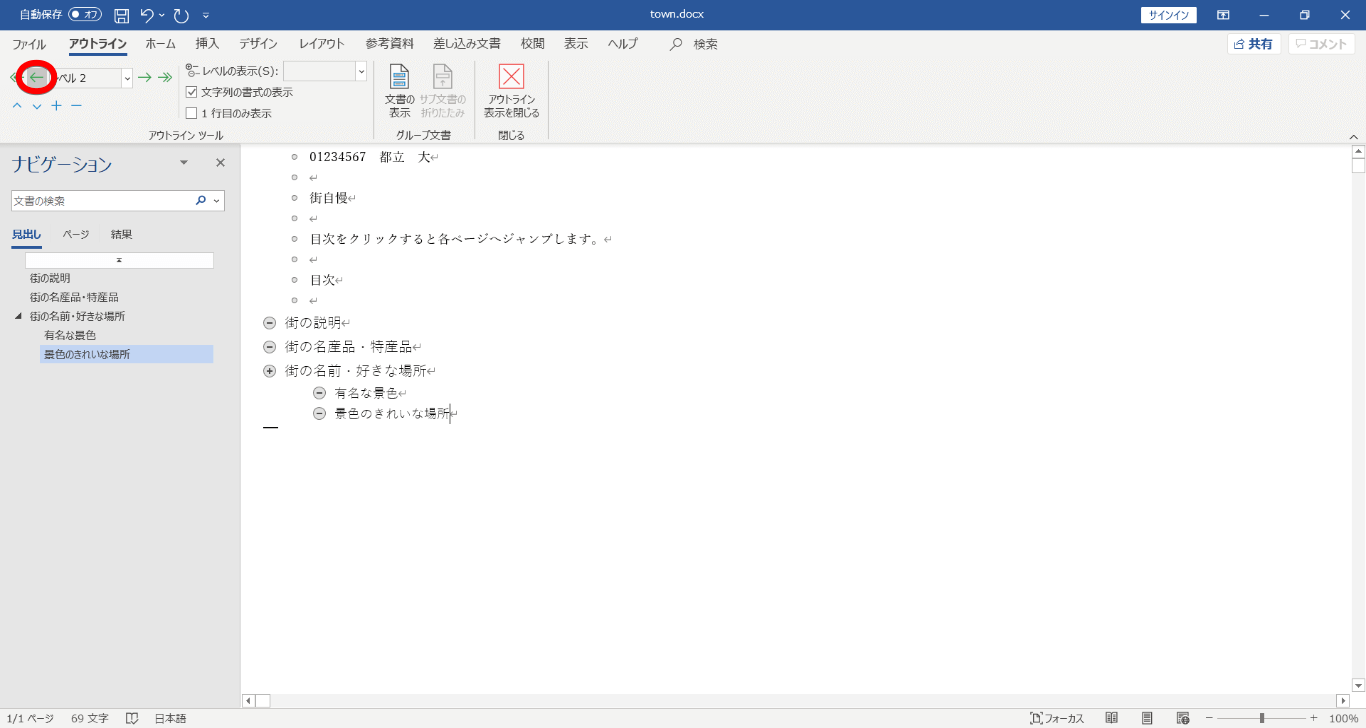 自動保存 オフ town.docx サインイン
ファイル アウトライン ホーム 挿入 デザイン レイアウト 参考資料 差し込み文書 校閲 表示 ヘルプ 検索 共有 コメント
ベル 2
レベルの表示(S):
文字列の書式の表示
1 行目のみ表示
アウトライン ツール
文書の表示
サブ文書の折りたたみ
グループ文書
アウトライン表示を閉じる
閉じる
ナビゲーション
文書の検索
見出し ページ 結果
街の説明
街の名産品・特産品
街の名前・好きな場所
有名な景色
景色のきれいな場所
01234567 都立 大
街自慢
目次をクリックすると各ページへジャンプします。
目次
街の説明
街の名産品・特産品
街の名前・好きな場所
有名な景色
景色のきれいな場所
1/1 ページ 69 文字 日本語 フォーカス 100%